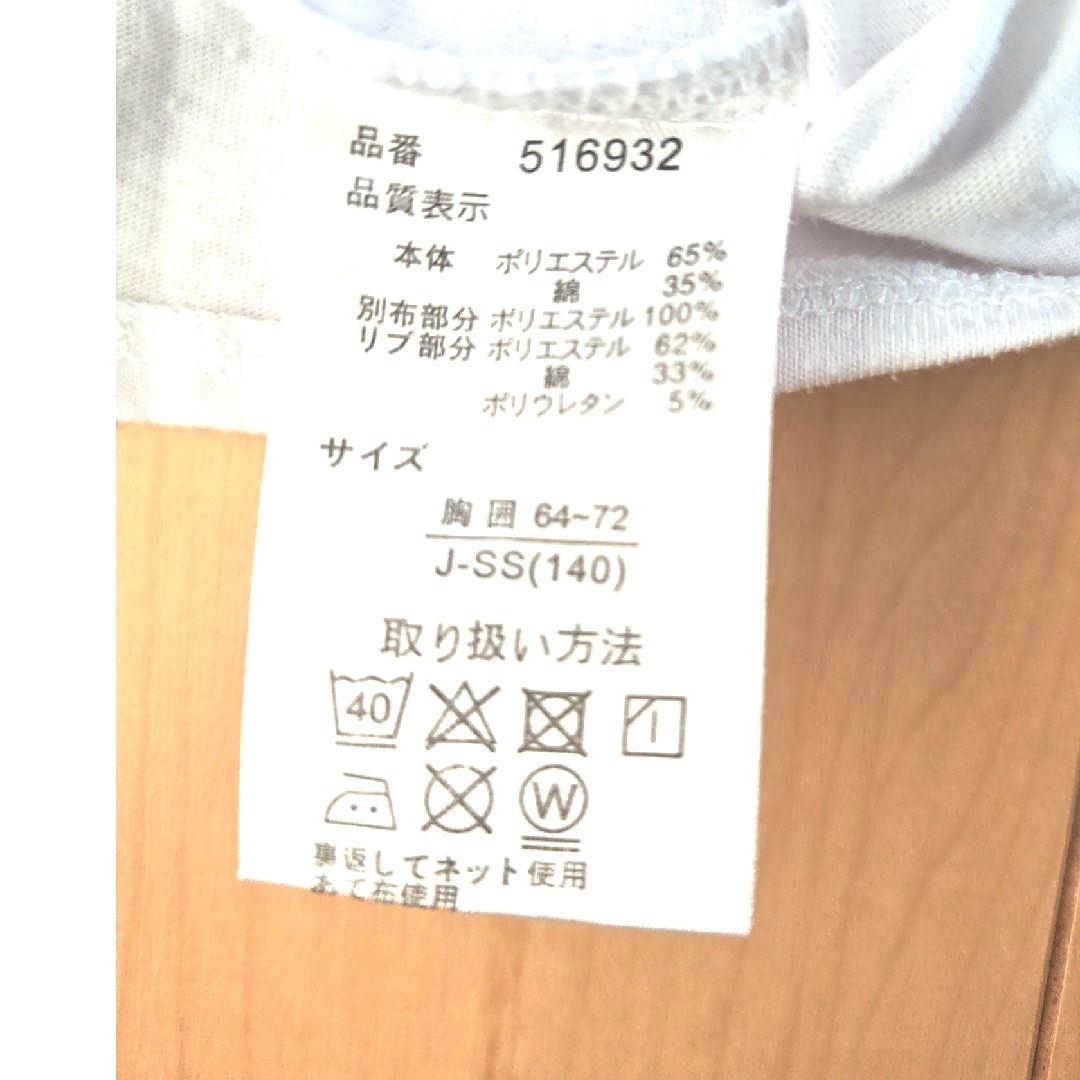 品番 516932
品質表示
本体 ポリエステル 65%
綿 35%
別布部分 ポリエステル 100%
リブ部分 ポリエステル 62%
綿 33%
ポリウレタン 5%
サイズ
胸囲 64~72
J-SS(140)
取り扱い方法
40
W
裏返してネット使用
あて布使用